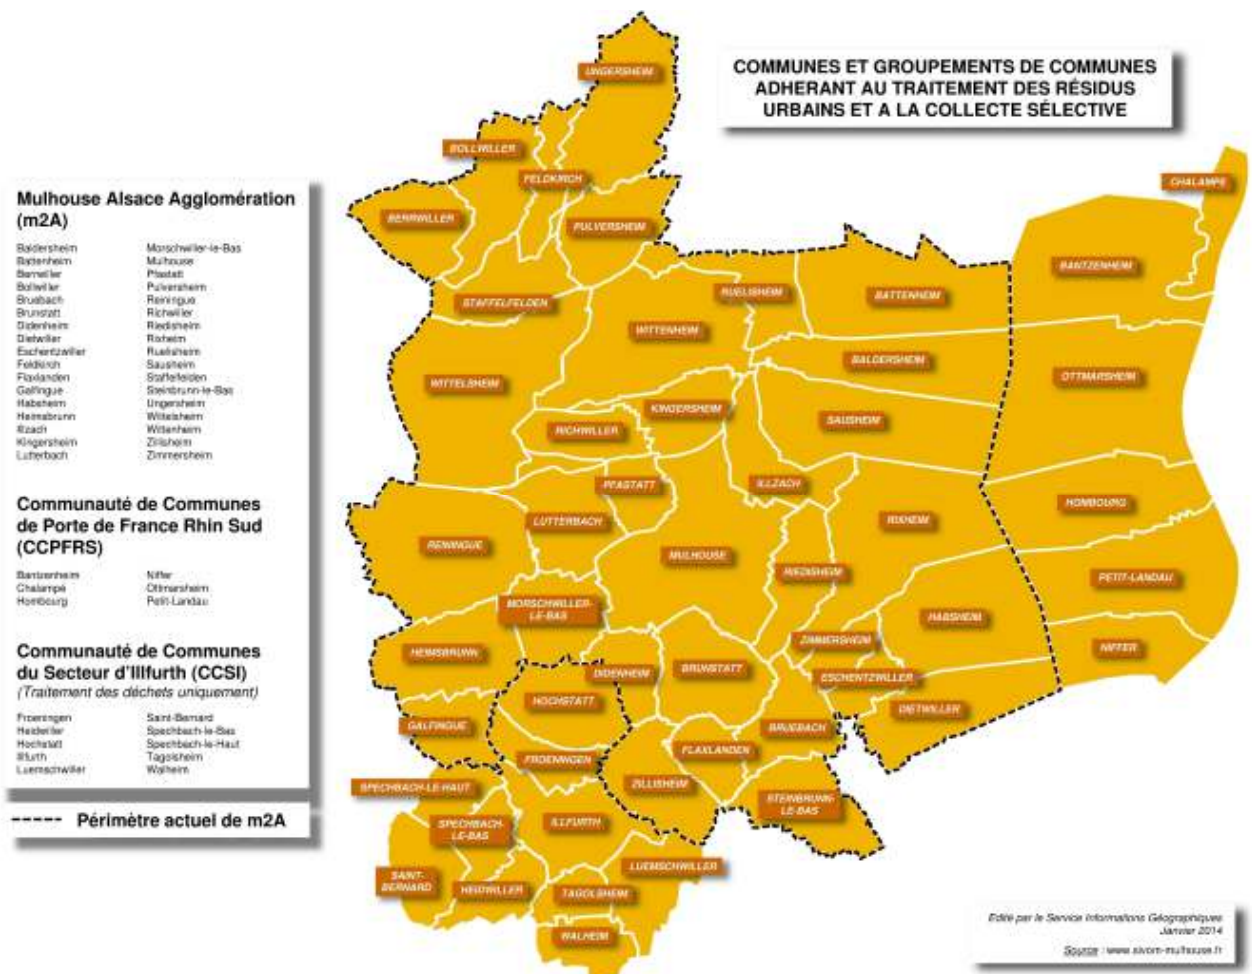 COMMUNES ET GROUPEMENTS DE COMMUNES
ADHERANT AU TRAITEMENT DES RÉSIDUS
URBAINS ET A LA COLLECTE SÉLECTIVE
Mulhouse Alsace Agglomération
(m2A)
Baldersheim
Battenheim
Berrwiller
Bollwiller
Bruebach
Brunstatt
Didenheim
Dietwiller
Eschentzwiller
Feldkirch
Flaxlanden
Galfingue
Habsheim
Heimsbrunn
Illzach
Kingersheim
Lutterbach
Morschwiller-le-Bas
Mulhouse
Pfastatt
Pulversheim
Reiningue
Richwiller
Riedisheim
Rixheim
Ruelisheim
Sausheim
Staffelfelden
Steinbrunn-le-Bas
Ungersheim
Wittelsheim
Wittenheim
Zillisheim
Zimmersheim
Communauté de Communes
de Porte de France Rhin Sud
(CCPFRS)
Bantzenheim
Chalampé
Hombourg
Niffer
Ottmarsheim
Petit-Landau
Communauté de Communes
du Secteur d'Illfurth (CCSI)
(Traitement des déchets uniquement)
Froeningen
Heidwiller
Hochstatt
Illfurth
Luemschwiller
Saint-Bernard
Spechbach-le-Bas
Spechbach-le-Haut
Tagolsheim
Walheim
----- Périmètre actuel de m2A
UNGERSHEIM
BOLLWILLER
FELDKIRCH
CHALAMPE
BERRWILLER
PULVERSHEIM
BANTZENHEIM
STAFFELFELDEN
RUELISHEIM
BATTENHEIM
WITTENHEIM
BALDERSHEIM
WITTELSHEIM
OTTMARSHEIM
KINGERSHEIM
SAUSHEIM
RICHWILLER
PFASTATT
ILLZACH
HOMBOURG
LUTTERBACH
RIXHEIM
REININGUE
MULHOUSE
RIEDISHEIM
PETIT-LANDAU
MORSCHWILLER-
LE-BAS
HABSHEIM
ZIMMERSHEIM
HEIMSBRUNN
NIFFER
DIDENHEIM
BRUNSTATT
ESCHENTZWILLER
HOCHSTATT
DIETWILLER
GALFINGUE
BRUEBACH
FLAXLANDEN
FROENINGEN
ZILLISHEIM
SPECHBACH-LE-HAUT
STEINBRUNN-
LE-BAS
SPECHBACH-
LE-BAS
ILLFURTH
LUEMSCHWILLER
SAINT-
BERNARD
HEIDWILLER
TAGOLSHEIM
WALHEIM
Edité par le Service Informations Géographiques
Janvier 2014
Source : www.sivom-mulhouse.fr